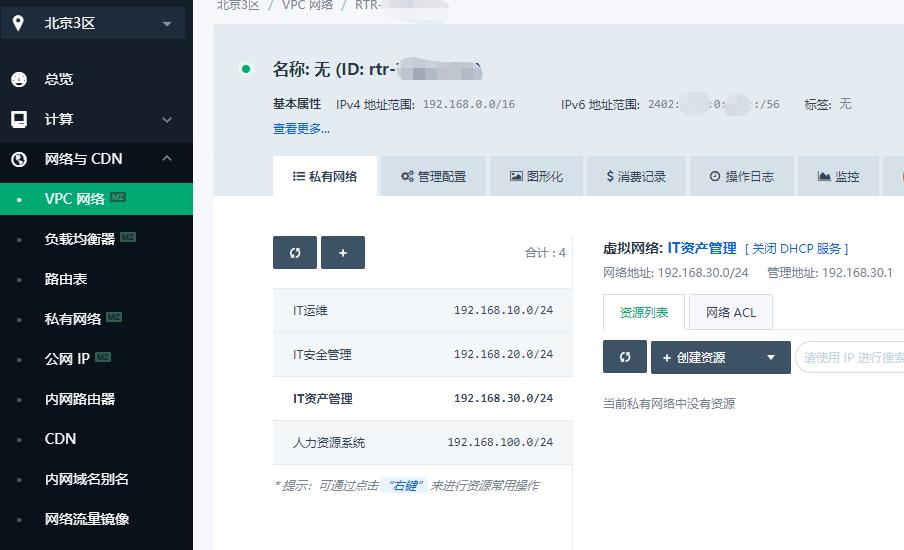 北京3区
总览
计算
网络与 CDN
VPC 网络 MZ
负载均衡器 MZ
路由表
私有网络 MZ
公网 IP MZ
内网路由器
CDN
内网域名别名
网络流量镜像
北京3区 / VPC 网络 / RTR-
名称: 无 (ID: rtr-
基本属性 IPv4 地址范围: 192.168.0.0/16 IPv6 地址范围: 2402: :0: ::/56 标签: 无
查看更多...
私有网络 管理配置 图形化 $ 消费记录 操作日志 监控
+ 合计 : 4
IT运维 192.168.10.0/24
IT安全管理 192.168.20.0/24
IT资产管理 192.168.30.0/24
人力资源系统 192.168.100.0/24
* 提示: 可通过点击 “右键” 来进行资源常用操作
虚拟网络: IT资产管理 [ 关闭 DHCP 服务 ]
网络地址: 192.168.30.0/24 管理地址: 192.168.30.1
资源列表 网络 ACL
+ 创建资源 请使用 IP 进行搜索
当前私有网络中没有资源